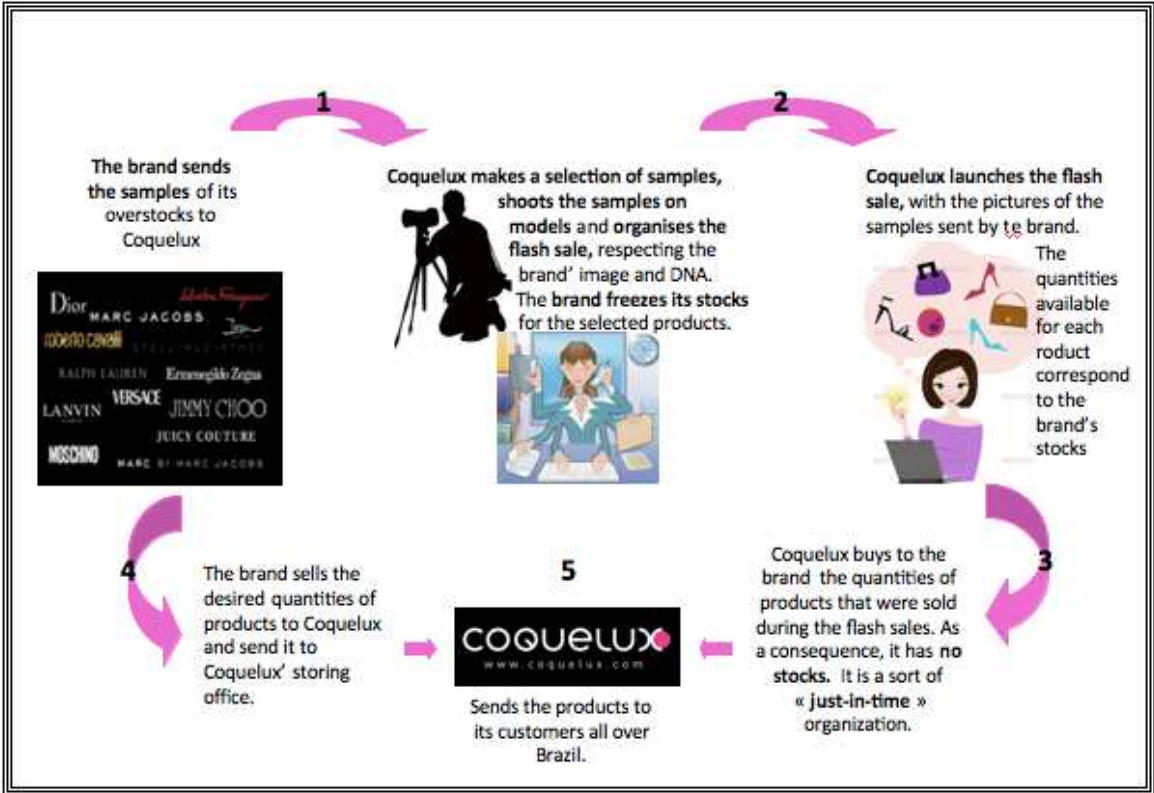 1
2
The brand sends
the samples of its
overstocks to
Coquelux
Coquelux makes a selection of samples,
shoots the samples on
models and organises the
flash sale, respecting the
brand' image and DNA.
The brand freezes its stocks
for the selected products.
Coquelux launches the flash
sale, with the pictures of the
samples sent by te brand.
The
quantities
available
for each
roduct
correspond
to the
brand's
stocks
Dior
MARC JACOBS
roberto cavalli
STELLA McCARTNEY
RALPH LAUREN Ermenegildo Zegna
LANVIN VERSACE JIMMY CHOO
JUICY COUTURE
MOSCHINO
MARC BY MARC JACOBS
4
The brand sells the
desired quantities of
products to Coquelux
and send it to
Coquelux' storing
office.
5
COQUELUX
www.coquelux.com
Sends the products to
its customers all over
Brazil.
3
Coquelux buys to the
brand the quantities of
products that were sold
during the flash sales. As
a consequence, it has no
stocks. It is a sort of
« just-in-time »
organization.